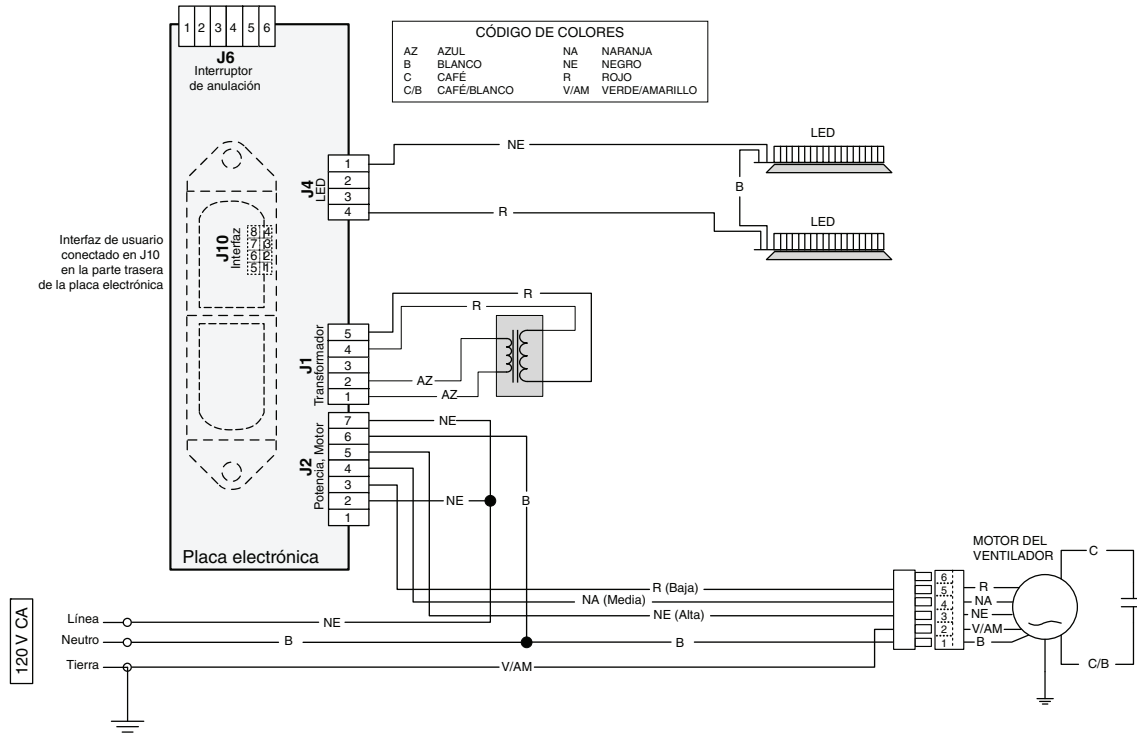 1 2 3 4 5 6
J6
Interruptor
de anulación
CÓDIGO DE COLORES
AZ AZUL NA NARANJA
B BLANCO NE NEGRO
C CAFÉ R ROJO
C/B CAFÉ/BLANCO V/AM VERDE/AMARILLO
J4
LED
1
2
3
4
NE
R
B
LED
LED
Interfaz de usuario
conectado en J10
en la parte trasera
de la placa electrónica
J10
Interfaz
8 4
7 3
6 2
5 1
J1
Transformador
5
4
3
2
1
R
R
AZ
AZ
J2
Potencia, Motor
7
6
5
4
3
2
1
NE
NE
B
Placa electrónica
R (Baja)
NA (Media)
NE (Alta)
120 V CA
Línea
NE
Neutro
B
B
Tierra
V/AM
6
5
4
3
2
1
R
NA
NE
V/AM
B
MOTOR DEL
VENTILADOR
C
C/B